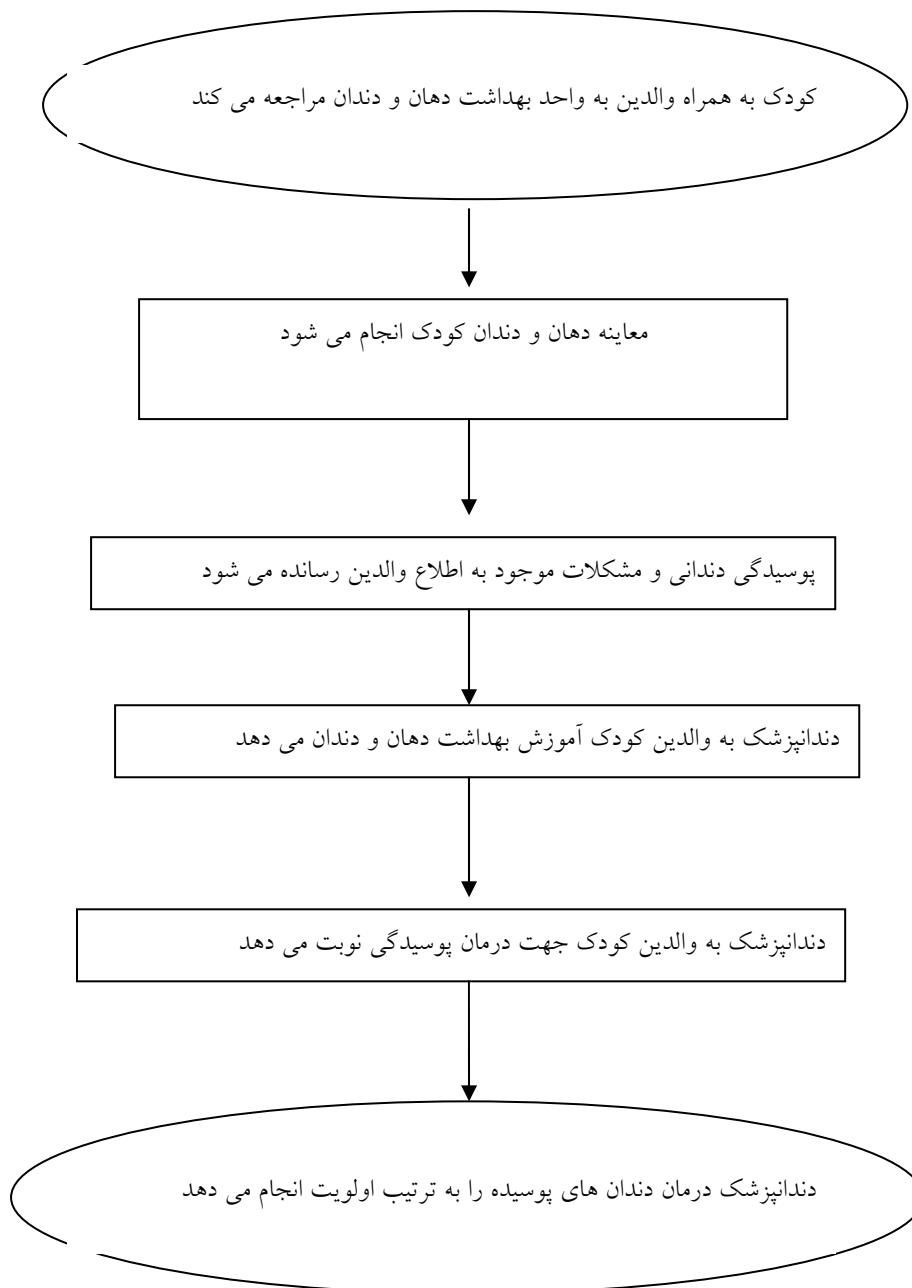 کودک به همراه والدین به واحد بهداشت دهان و دندان مراجعه می کند
معاینه دهان و دندان کودک انجام می شود
پوسیدگی دندانی و مشکلات موجود به اطلاع والدین رسانده می شود
دندانپزشک به والدین کودک آموزش بهداشت دهان و دندان می دهد
دندانپزشک به والدین کودک جهت درمان پوسیدگی نوبت می دهد
دندانپزشک درمان دندان های پوسیده را به ترتیب اولویت انجام می دهد